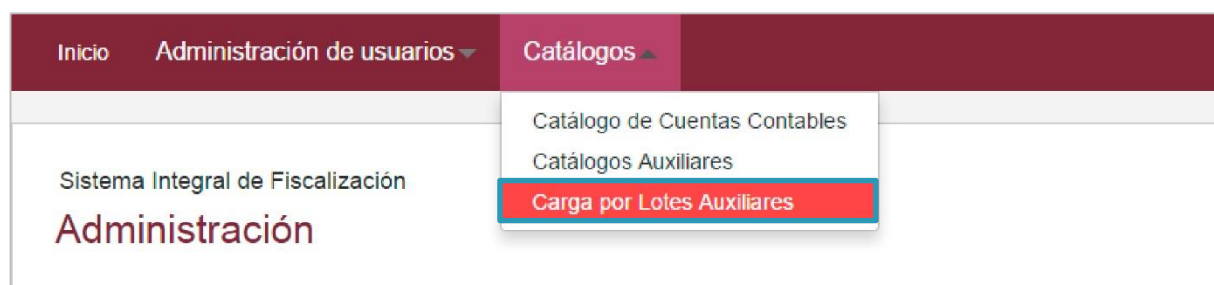 Inicio Administración de usuarios Catálogos
Catálogo de Cuentas Contables
Catálogos Auxiliares
Carga por Lotes Auxiliares
Sistema Integral de Fiscalización
Administración